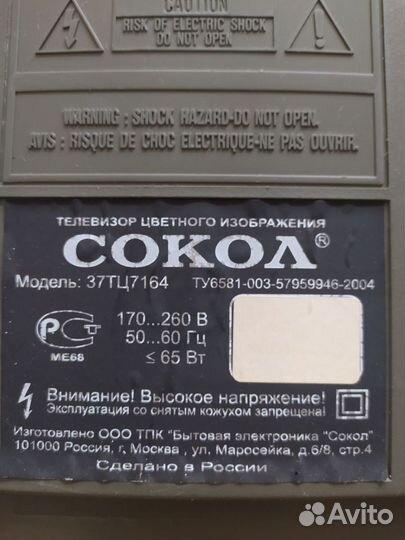 CAUTION
RISK OF ELECTRIC SHOCK
DO NOT OPEN
WARNING : SHOCK HAZARD-DO NOT OPEN.
AVIS : RISQUE DE CHOC ELECTRIQUE-NE PAS OUVRIR.
ТЕЛЕВИЗОР ЦВЕТНОГО ИЗОБРАЖЕНИЯ
СОКОЛ®
Модель: 37ТЦ7164 ТУ6581-003-57959946-2004
РСТ 170...260 В
50...60 Гц
МЕ68 ≤ 65 Вт
Внимание! Высокое напряжение!
Эксплуатация со снятым кожухом запрещена!
Изготовлено ООО ТПК "Бытовая электроника "Сокол"
101000 Россия, г. Москва , ул. Маросейка, д.6/8, стр.4
Сделано в России
Avito